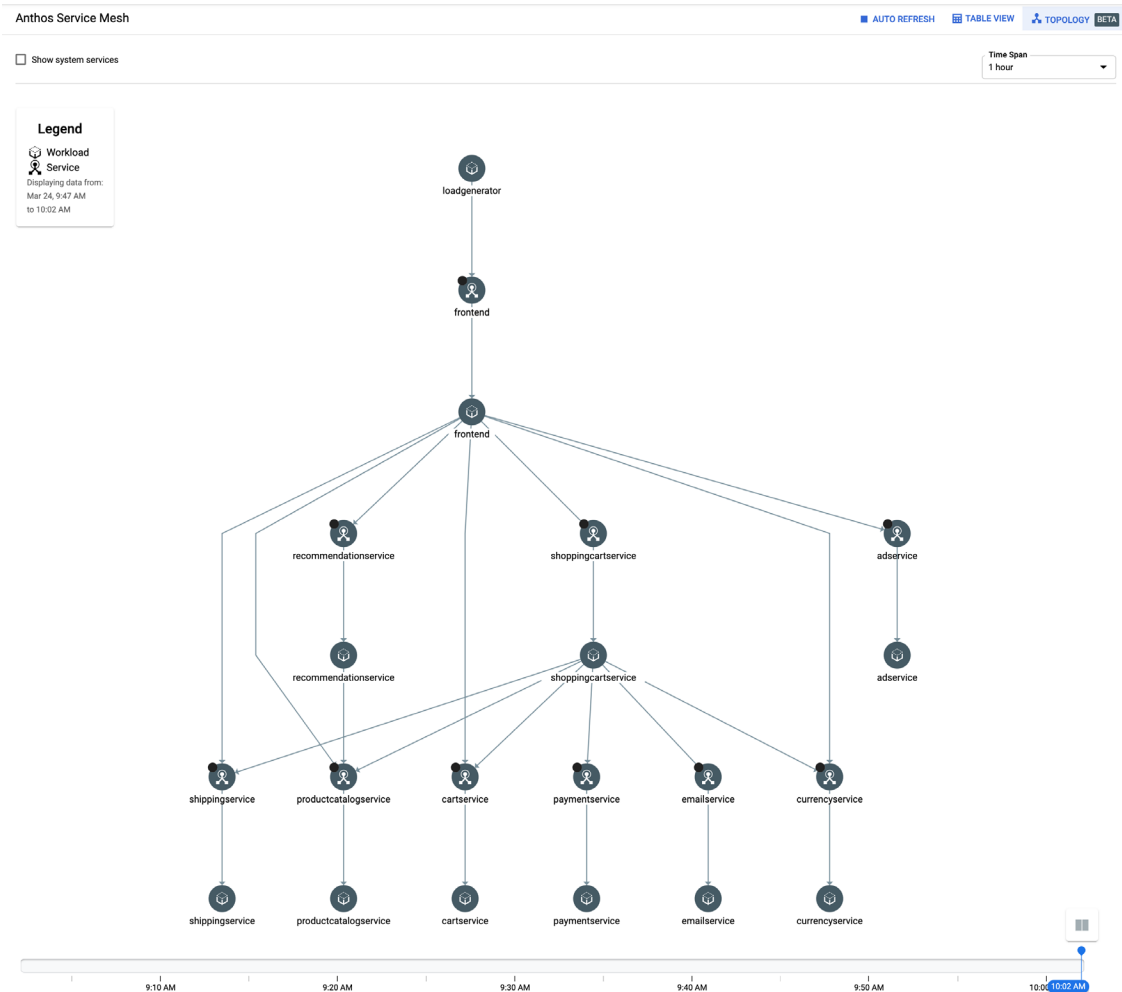 Anthos Service Mesh
AUTO REFRESH
TABLE VIEW
TOPOLOGY BETA
Show system services
Time Span
1 hour
Legend
Workload
Service
Displaying data from:
Mar 24, 9:47 AM
to 10:02 AM
loadgenerator
frontend
frontend
recommendationservice
shoppingcartservice
adservice
recommendationservice
shoppingcartservice
adservice
shippingservice
productcatalogservice
cartservice
paymentservice
emailservice
currencyservice
shippingservice
productcatalogservice
cartservice
paymentservice
emailservice
currencyservice
9:10 AM
9:20 AM
9:30 AM
9:40 AM
9:50 AM
10:02 AM